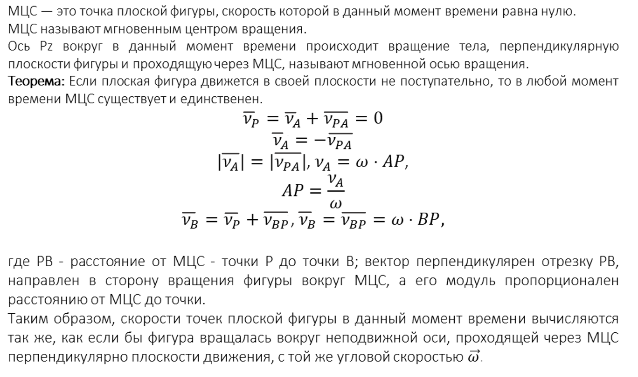 МЦС — это точка плоской фигуры, скорость которой в данный момент времени равна нулю.
МЦС называют мгновенным центром вращения.
Ось Pz вокруг в данный момент времени происходит вращение тела, перпендикулярную
плоскости фигуры и проходящую через МЦС, называют мгновенной осью вращения.
Теорема: Если плоская фигура движется в своей плоскости не поступательно, то в любой момент
времени МЦС существует и единственен.
$\overline{v_P} = \overline{v_A} + \overline{v_{PA}} = 0$
$\overline{v_A} = -\overline{v_{PA}}$
$|\overline{v_A}| = |\overline{v_{PA}}|, v_A = \omega \cdot AP,$
$AP = \frac{v_A}{\omega}$
$\overline{v_B} = \overline{v_P} + \overline{v_{BP}}, \overline{v_B} = \overline{v_{BP}} = \omega \cdot BP,$
где РВ - расстояние от МЦС - точки Р до точки В; вектор перпендикулярен отрезку РВ,
направлен в сторону вращения фигуры вокруг МЦС, а его модуль пропорционален
расстоянию от МЦС до точки.
Таким образом, скорости точек плоской фигуры в данный момент времени вычисляются
так же, как если бы фигура вращалась вокруг неподвижной оси, проходящей через МЦС
перпендикулярно плоскости движения, с той же угловой скоростью $\vec{\omega}$.